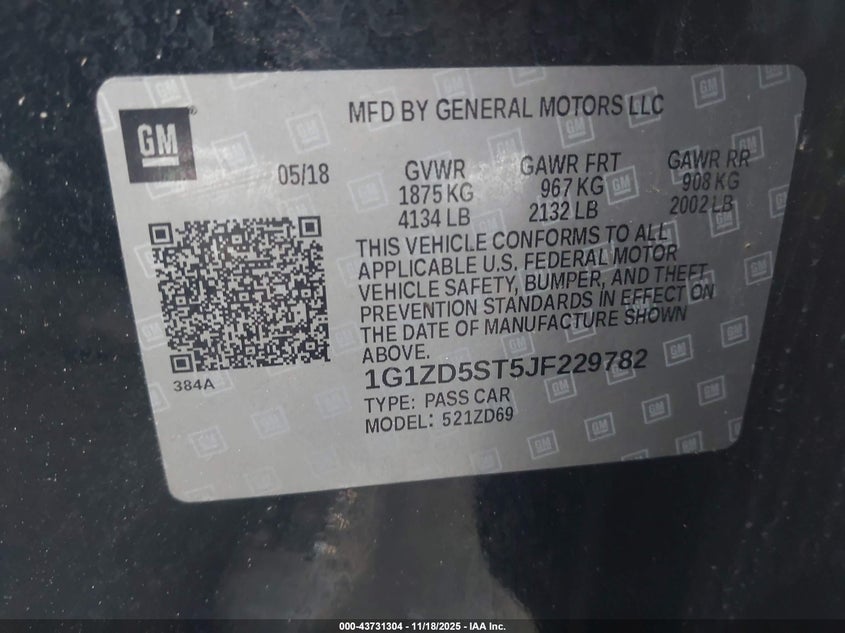 GM
®
MFD BY GENERAL MOTORS LLC
05/18
GVWR
1875 KG
4134 LB
GAWR FRT
967 KG
2132 LB
GAWR RR
908 KG
2002 LB
THIS VEHICLE CONFORMS TO ALL
APPLICABLE U.S. FEDERAL MOTOR
VEHICLE SAFETY, BUMPER, AND THEFT
PREVENTION STANDARDS IN EFFECT ON
THE DATE OF MANUFACTURE SHOWN
ABOVE.
384A
1G1ZD5ST5JF229782
TYPE: PASS CAR
MODEL: 521ZD69
000-43731304 - 11/18/2025 - IAA Inc.